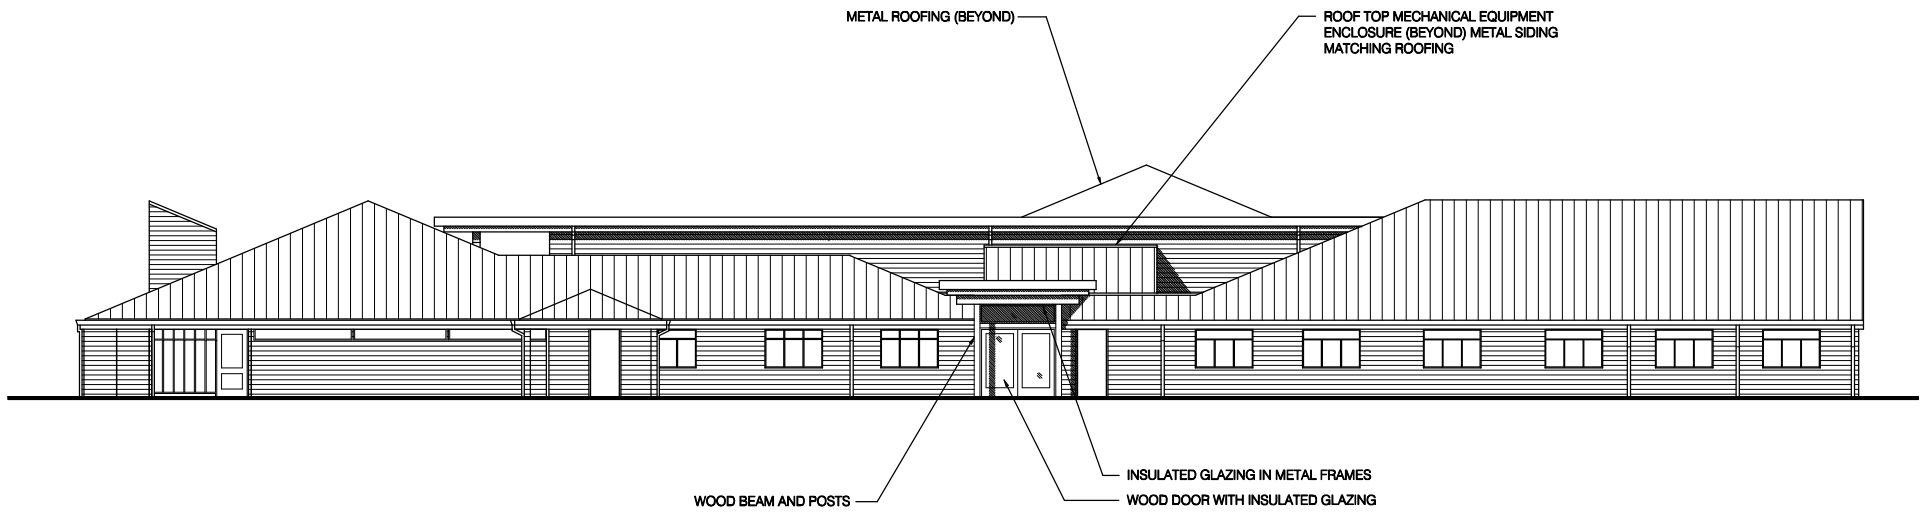 METAL ROOFING (BEYOND)
ROOF TOP MECHANICAL EQUIPMENT
ENCLOSURE (BEYOND) METAL SIDING
MATCHING ROOFING
INSULATED GLAZING IN METAL FRAMES
WOOD BEAM AND POSTS
WOOD DOOR WITH INSULATED GLAZING